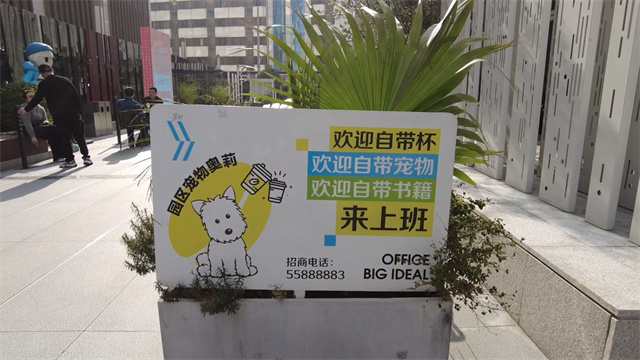 欢迎自带杯
欢迎自带宠物
欢迎自带书籍
来上班
园区宠物奥莉
招商电话：
55888883
OFFICE
BIG IDEAL